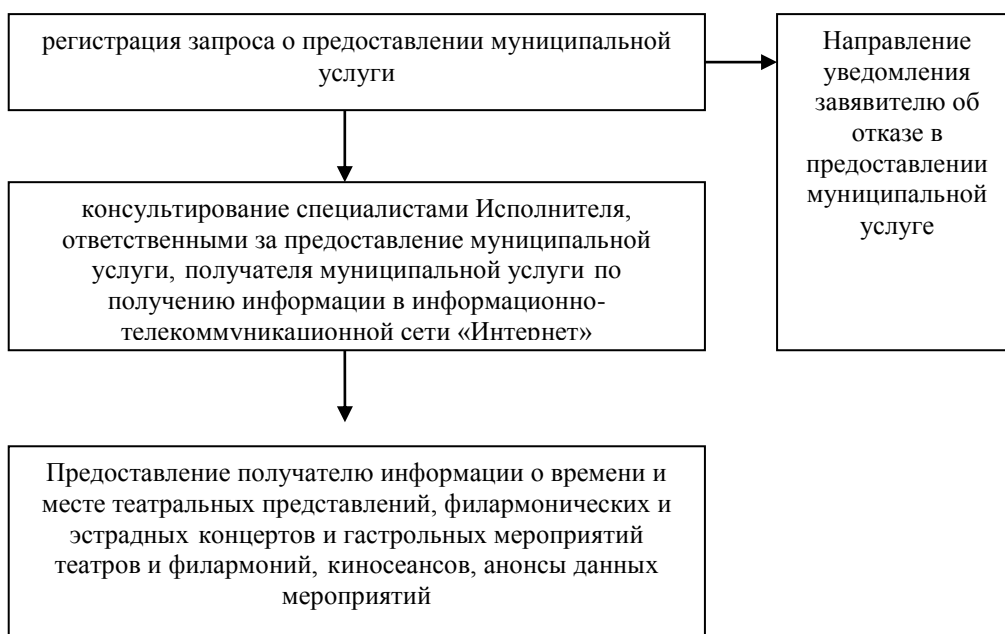 регистрация запроса о предоставлении муниципальной
услуги
Направление
уведомления
завявителю об
отказе в
предоставлении
муниципальной
услуге
консультирование специалистами Исполнителя,
ответственными за предоставление муниципальной
услуги, получателя муниципальной услуги по
получению информации в информационно-
телекоммуникационной сети «Интернет»
Предоставление получателю информации о времени и
месте театральных представлений, филармонических и
эстрадных концертов и гастрольных мероприятий
театров и филармоний, киносеансов, анонсы данных
мероприятий